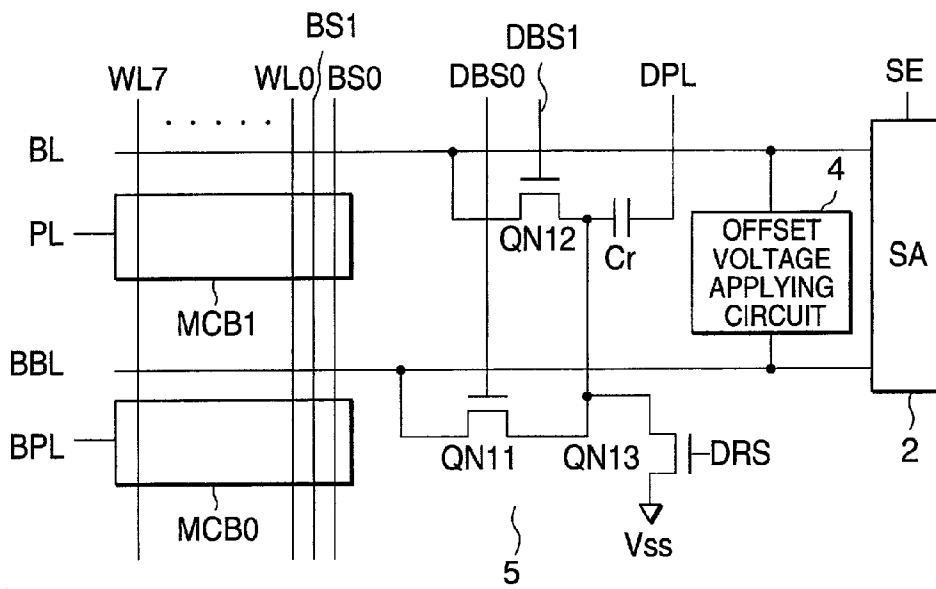 BS1
DBS1
WL7
WL0
BS0
DBS0
DPL
SE
. . . . .
BL
4
PL
QN12
Cr
OFFSET
VOLTAGE
APPLYING
CIRCUIT
SA
MCB1
BBL
BPL
QN11
QN13
DRS
2
MCB0
Vss
5